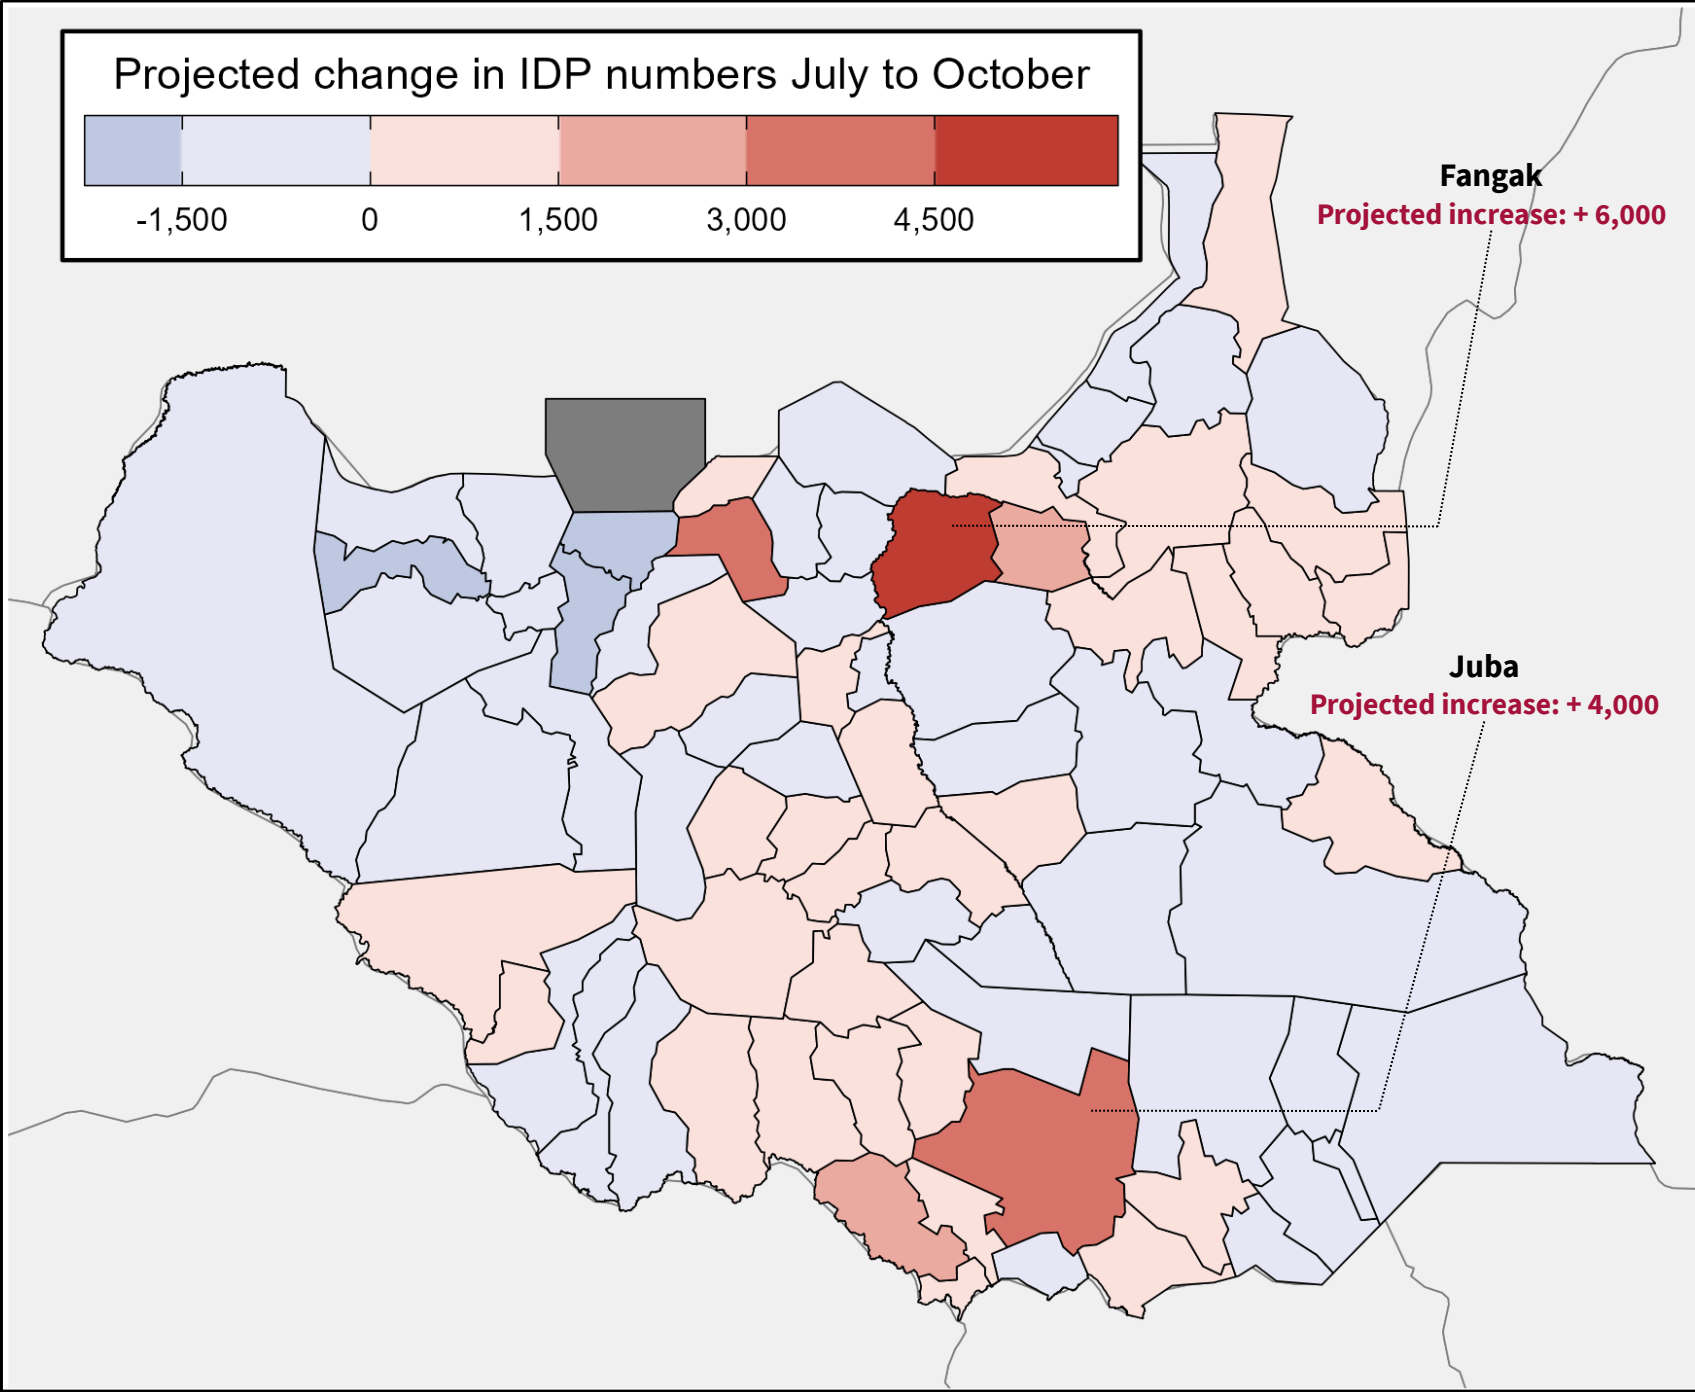 Projected change in IDP numbers July to October
-1,500 0 1,500 3,000 4,500
Fangak
Projected increase: + 6,000
Juba
Projected increase: + 4,000